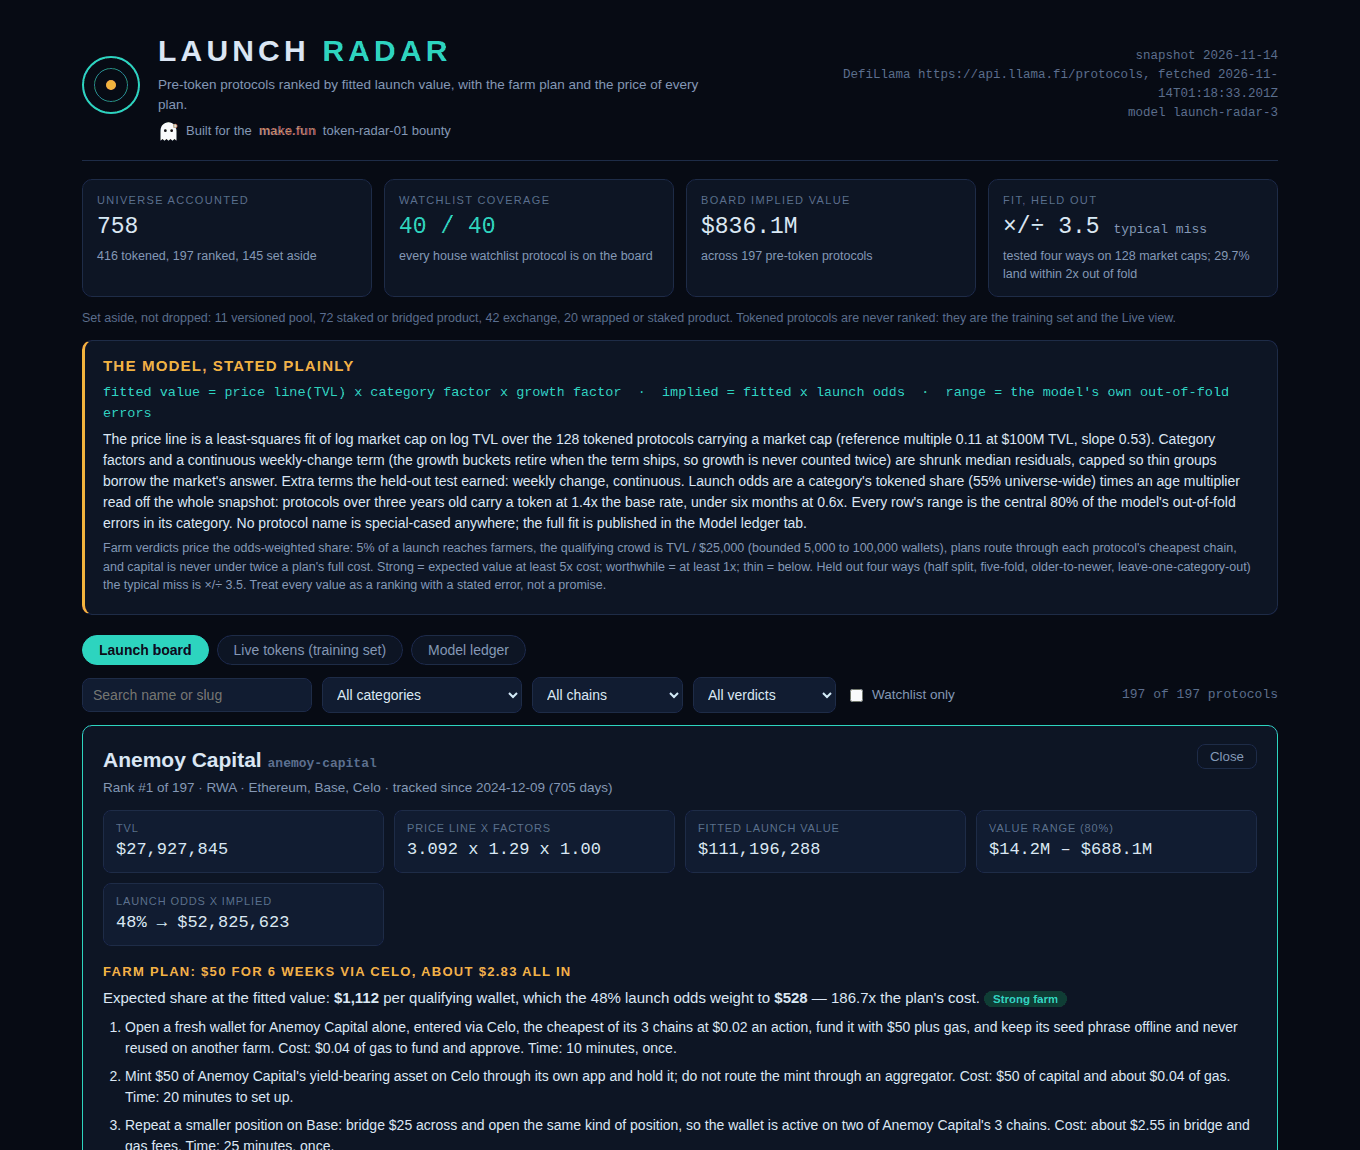 LAUNCH RADAR
Pre-token protocols ranked by fitted launch value, with the farm plan and the price of every
plan.
Built for the make.fun token-radar-01 bounty
snapshot 2026-11-14
DefiLlama https://api.llama.fi/protocols, fetched 2026-11-
14T01:18:33.201Z
model launch-radar-3
UNIVERSE ACCOUNTED
758
416 tokened, 197 ranked, 145 set aside
WATCHLIST COVERAGE
40 / 40
every house watchlist protocol is on the board
BOARD IMPLIED VALUE
$836.1M
across 197 pre-token protocols
FIT, HELD OUT
×/÷ 3.5 typical miss
tested four ways on 128 market caps; 29.7%
land within 2x out of fold
Set aside, not dropped: 11 versioned pool, 72 staked or bridged product, 42 exchange, 20 wrapped or staked product. Tokened protocols are never ranked: they are the training set and the Live view.
THE MODEL, STATED PLAINLY
fitted value = price line(TVL) x category factor x growth factor · implied = fitted x launch odds · range = the model's own out-of-fold
errors
The price line is a least-squares fit of log market cap on log TVL over the 128 tokened protocols carrying a market cap (reference multiple 0.11 at $100M TVL, slope 0.53). Category
factors and a continuous weekly-change term (the growth buckets retire when the term ships, so growth is never counted twice) are shrunk median residuals, capped so thin groups
borrow the market's answer. Extra terms the held-out test earned: weekly change, continuous. Launch odds are a category's tokened share (55% universe-wide) times an age multiplier
read off the whole snapshot: protocols over three years old carry a token at 1.4x the base rate, under six months at 0.6x. Every row's range is the central 80% of the model's out-of-fold
errors in its category. No protocol name is special-cased anywhere; the full fit is published in the Model ledger tab.
Farm verdicts price the odds-weighted share: 5% of a launch reaches farmers, the qualifying crowd is TVL / $25,000 (bounded 5,000 to 100,000 wallets), plans route through each protocol's cheapest chain,
and capital is never under twice a plan's full cost. Strong = expected value at least 5x cost; worthwhile = at least 1x; thin = below. Held out four ways (half split, five-fold, older-to-newer, leave-one-category-out)
the typical miss is ×/÷ 3.5. Treat every value as a ranking with a stated error, not a promise.
Launch board
Live tokens (training set)
Model ledger
Search name or slug
All categories
All chains
All verdicts
Watchlist only
197 of 197 protocols
Anemoy Capital anemoy-capital
Close
Rank #1 of 197 · RWA · Ethereum, Base, Celo · tracked since 2024-12-09 (705 days)
TVL
$27,927,845
PRICE LINE X FACTORS
3.092 x 1.29 x 1.00
FITTED LAUNCH VALUE
$111,196,288
VALUE RANGE (80%)
$14.2M – $688.1M
LAUNCH ODDS X IMPLIED
48% → $52,825,623
FARM PLAN: $50 FOR 6 WEEKS VIA CELO, ABOUT $2.83 ALL IN
Expected share at the fitted value: $1,112 per qualifying wallet, which the 48% launch odds weight to $528 — 186.7x the plan's cost. Strong farm
1. Open a fresh wallet for Anemoy Capital alone, entered via Celo, the cheapest of its 3 chains at $0.02 an action, fund it with $50 plus gas, and keep its seed phrase offline and never
reused on another farm. Cost: $0.04 of gas to fund and approve. Time: 10 minutes, once.
2. Mint $50 of Anemoy Capital's yield-bearing asset on Celo through its own app and hold it; do not route the mint through an aggregator. Cost: $50 of capital and about $0.04 of gas.
Time: 20 minutes to set up.
3. Repeat a smaller position on Base: bridge $25 across and open the same kind of position, so the wallet is active on two of Anemoy Capital's 3 chains. Cost: about $2.55 in bridge and
gas fees. Time: 25 minutes, once.